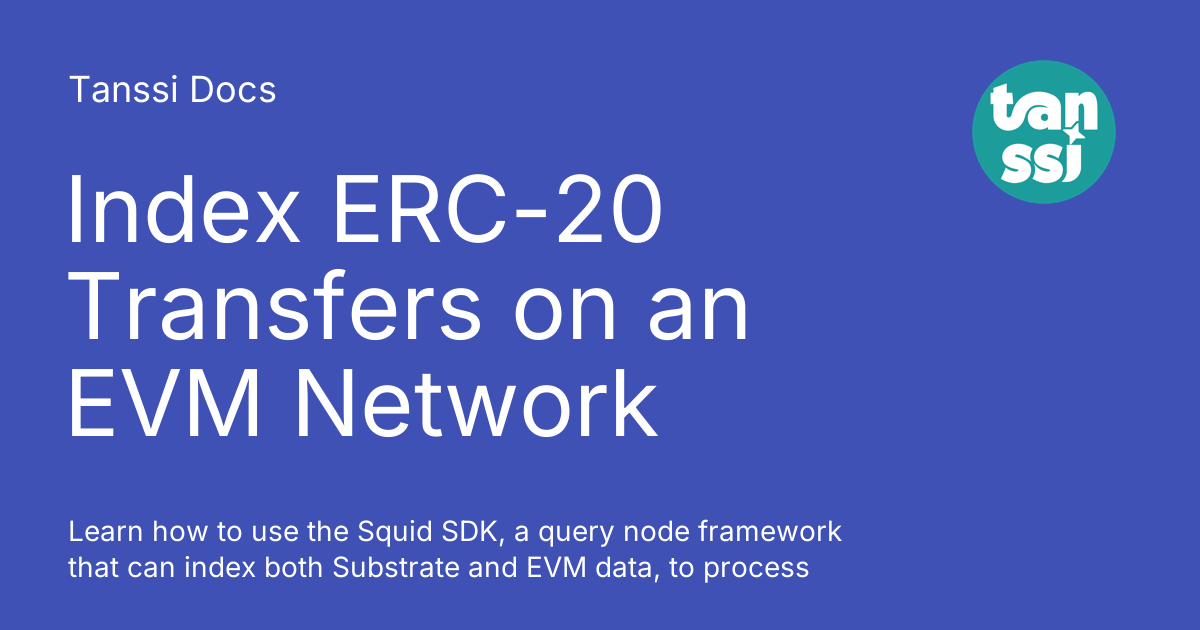 Tanssi Docs
tan
ssi
Index ERC-20
Transfers on an
EVM Network
Learn how to use the Squid SDK, a query node framework
that can index both Substrate and EVM data, to process